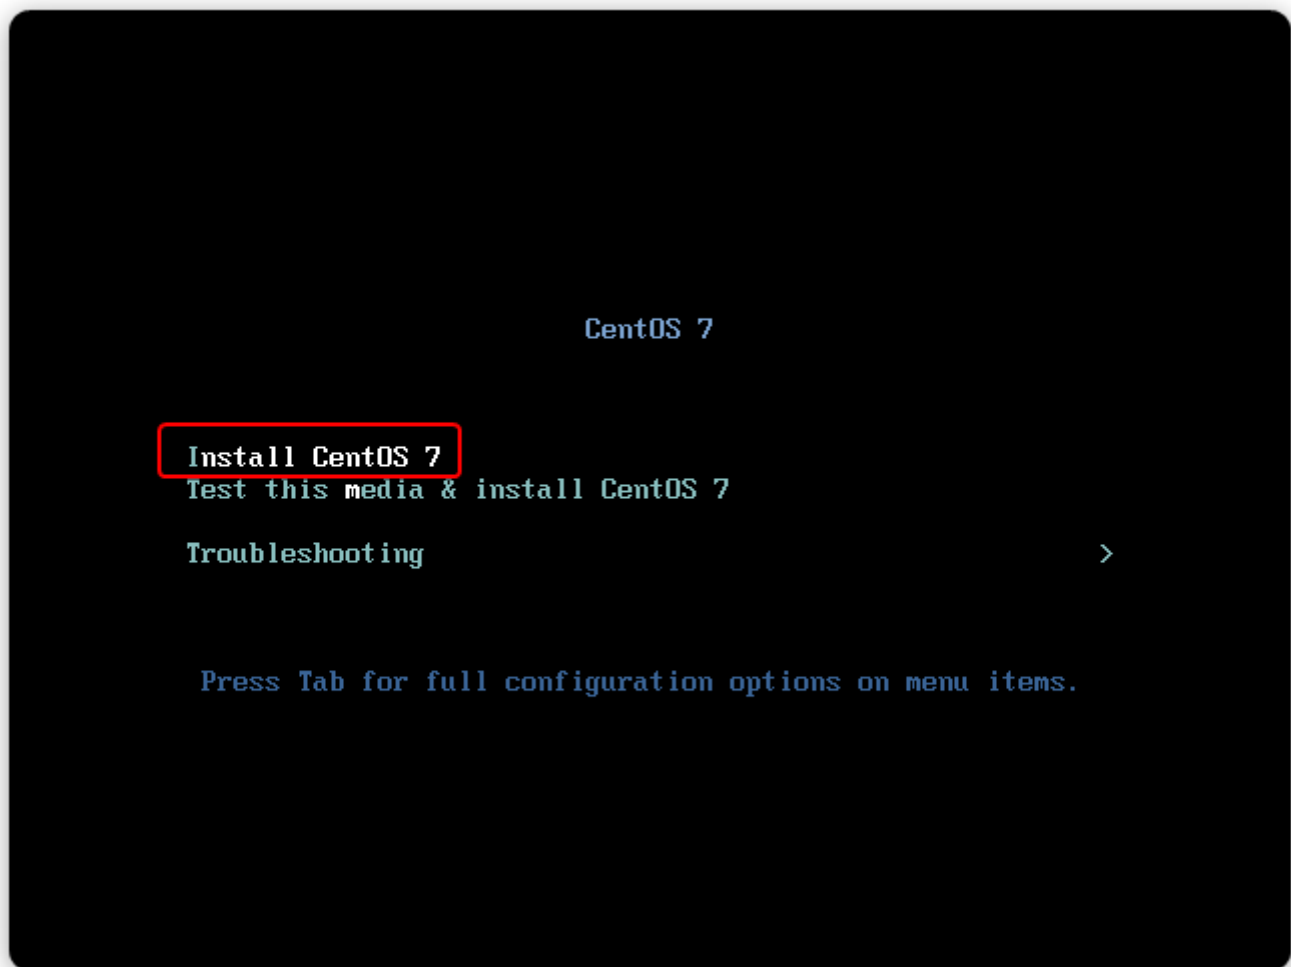 CentOS 7
Install CentOS 7
Test this media & install CentOS 7
Troubleshooting >
Press Tab for full configuration options on menu items.